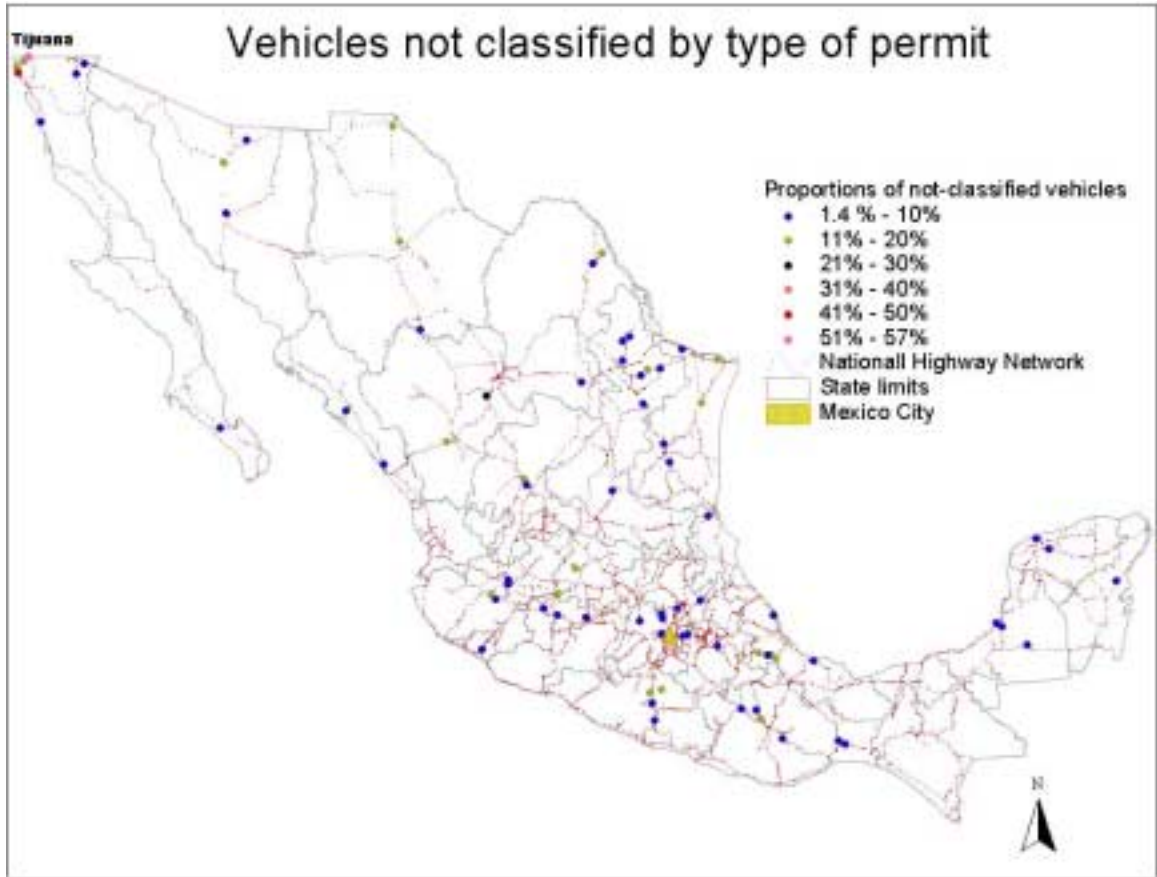 Tijuana
Vehicles not classified by type of permit
Proportions of not-classified vehicles
1.4 % - 10%
11% - 20%
21% - 30%
31% - 40%
41% - 50%
51% - 57%
Nationall Highway Network
State limits
Mexico City
N